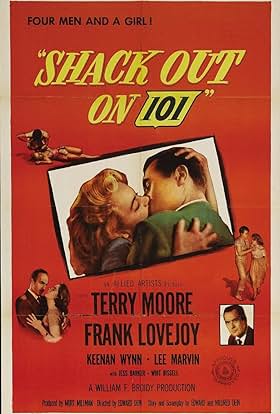 FOUR MEN AND A GIRL!
"SHACK OUT
ON 101"
AN ALLIED ARTISTS PICTURE
TERRY MOORE
FRANK LOVEJOY
KEENAN WYNN · LEE MARVIN
WITH JESS BARKER · WHIT BISSELL
A WILLIAM F. BROIDY PRODUCTION
Produced by MORT MILLMAN · Directed by EDWARD DEIN · Story and Screenplay by EDWARD and MILDRED DEIN